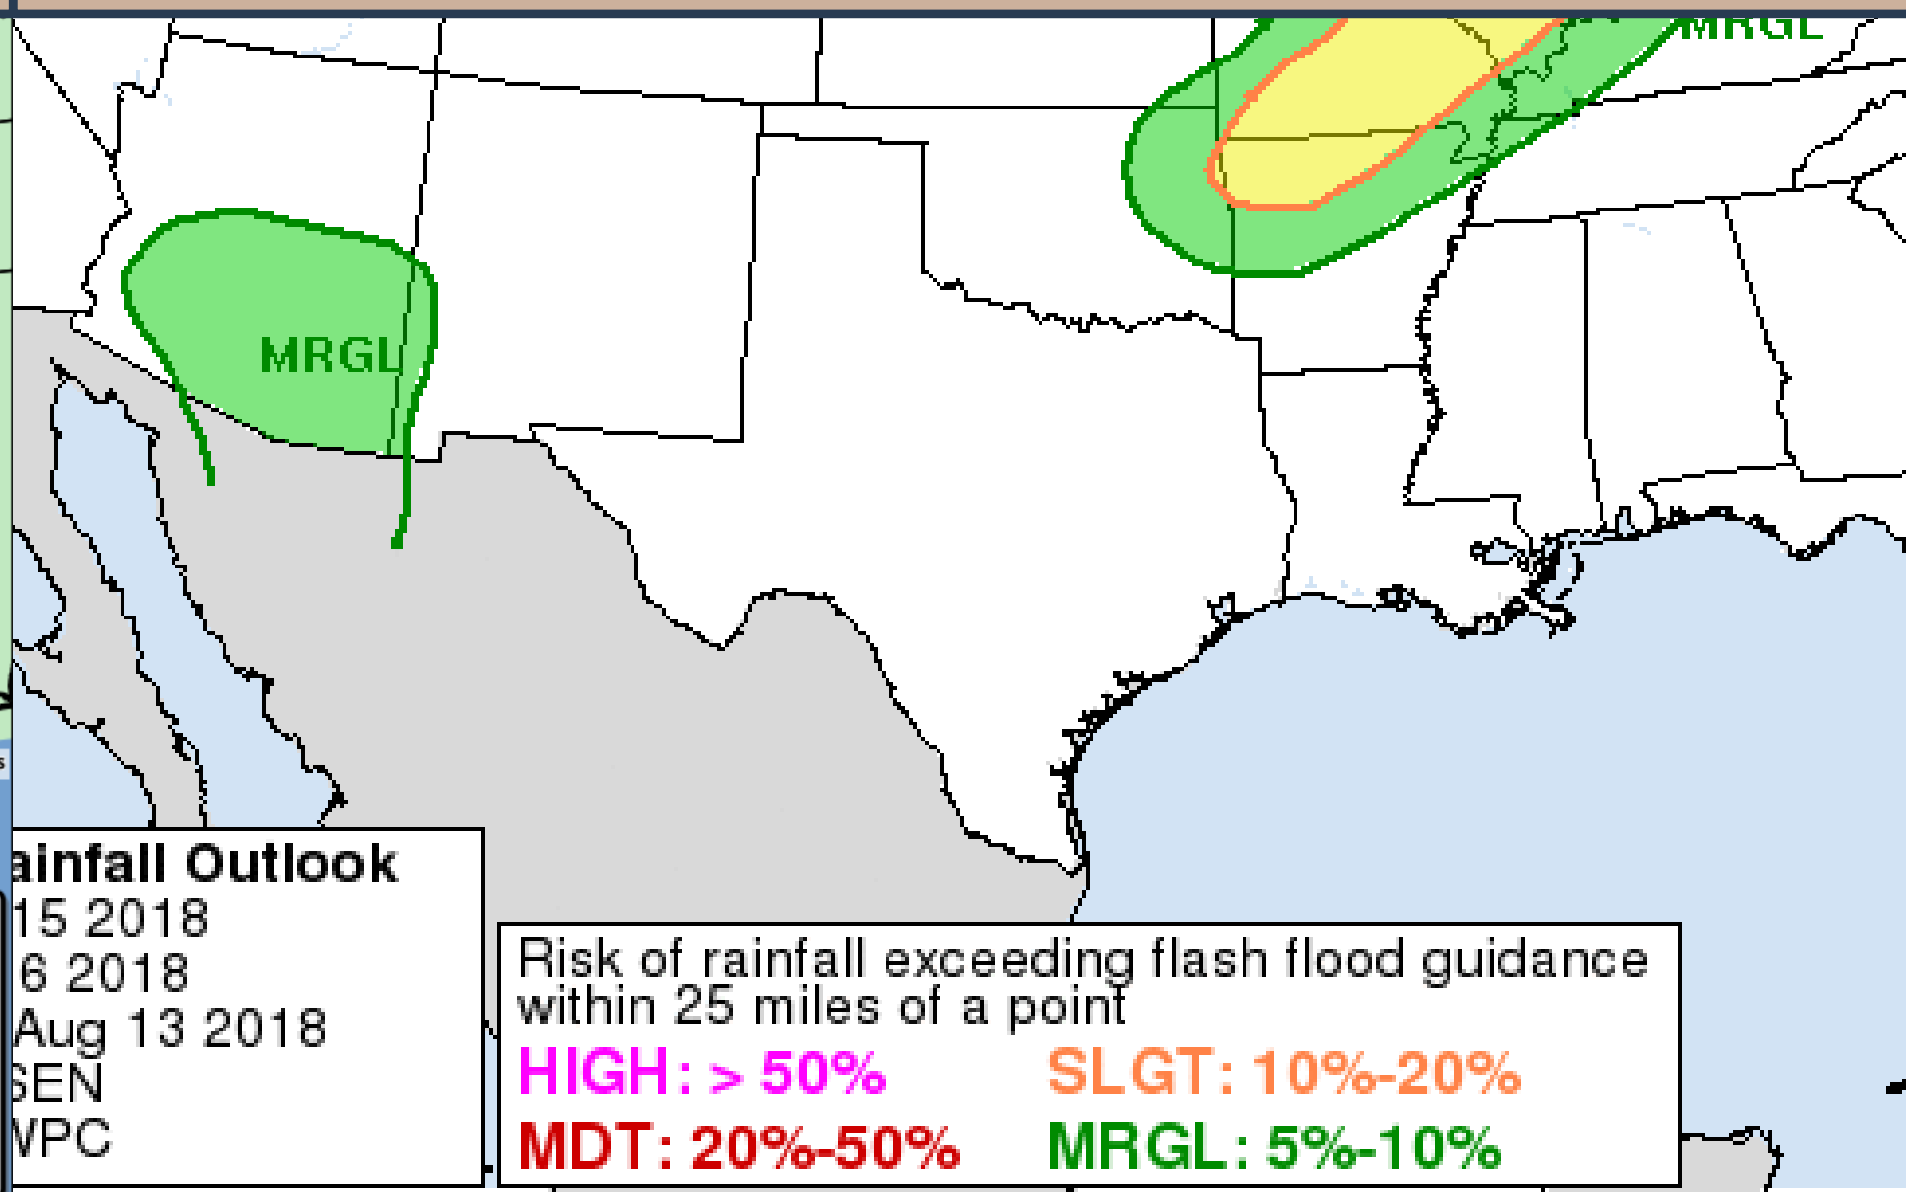 MRGL
MRGL
ainfall Outlook
15 2018
6 2018
Aug 13 2018
SEN
WPC
Risk of rainfall exceeding flash flood guidance
within 25 miles of a point
HIGH: > 50% SLGT: 10%-20%
MDT: 20%-50% MRGL: 5%-10%